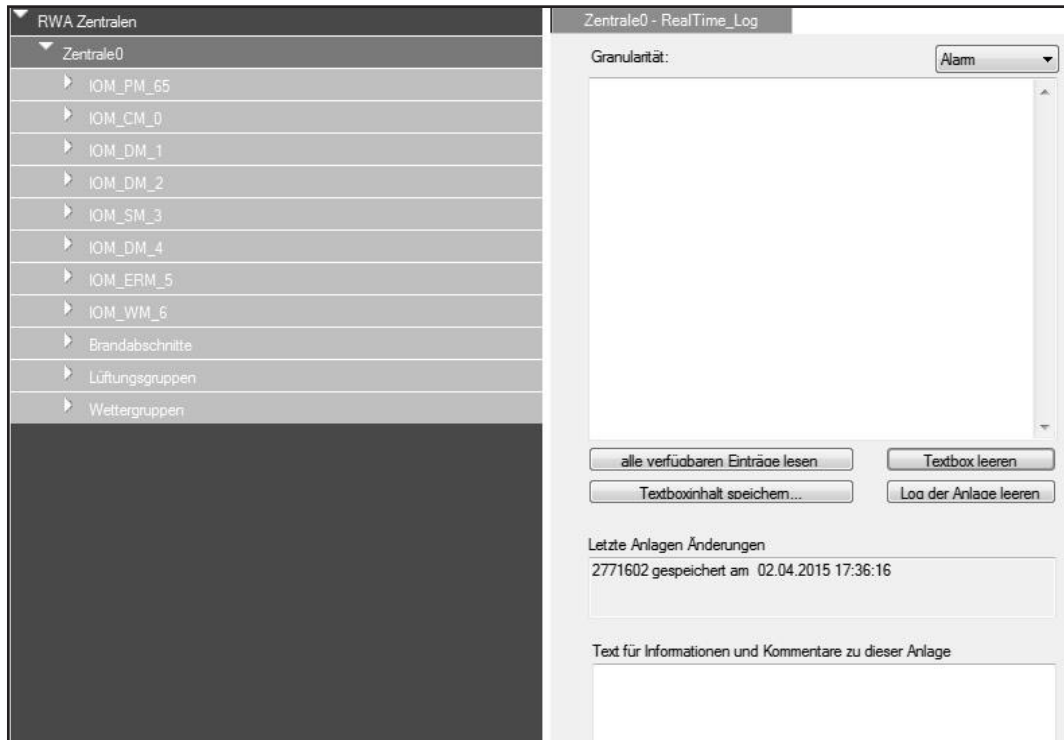 RWA Zentralen
Zentrale0
IOM_PM_65
IOM_CM_0
IOM_DM_1
IOM_DM_2
IOM_SM_3
IOM_DM_4
IOM_ERM_5
IOM_WM_6
Brandabschnitte
Lüftungsgruppen
Wettergruppen
Zentrale0 - RealTime_Log
Granularität:
Alarm
alle verfügbaren Einträge lesen
Textbox leeren
Textboxinhalt speichern...
Log der Anlage leeren
Letzte Anlagen Änderungen
2771602 gespeichert am 02.04.2015 17:36:16
Text für Informationen und Kommentare zu dieser Anlage